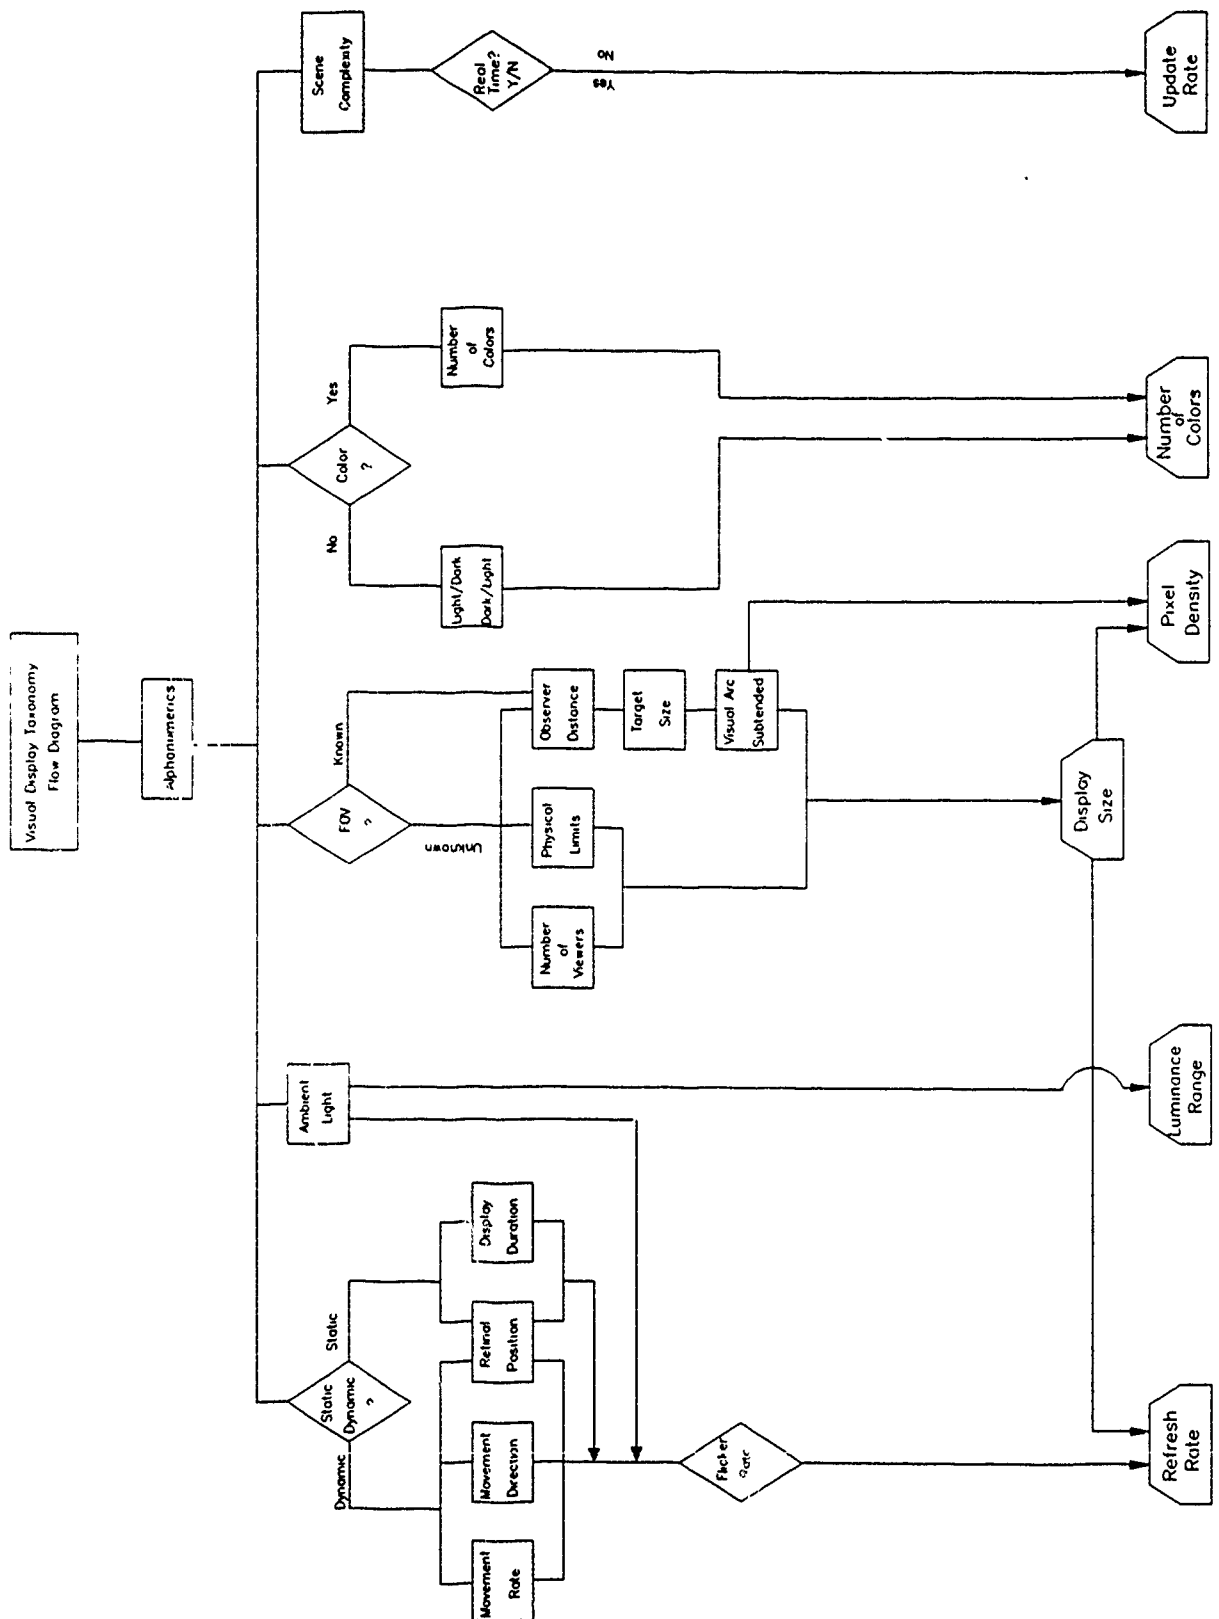 Visual Display Taxonomy
Flow Diagram
Alphanumerics
Static
Dynamic
?
Dynamic
Static
Movement
Rate
Movement
Direction
Retinal
Position
Display
Duration
Flicker
Refresh
Rate
Ambient
Light
Luminance
Range
FOV
?
Unknown
Known
Number
of
Viewers
Physical
Limits
Observer
Distance
Target
Size
Visual Arc
Subtended
Display
Size
Pixel
Density
Color
?
No
Yes
Light/Dark
Dark/Light
Number
of
Colors
Number
of
Colors
Scene
Complexity
Real
Time?
Y/N
Yes
No
Update
Rate